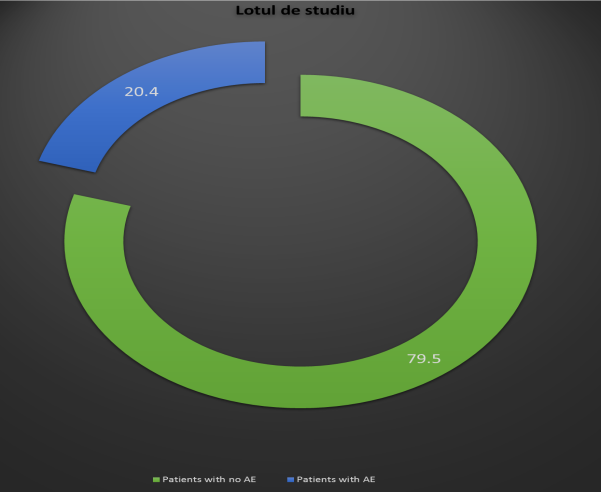 Lotul de studiu
20.4
79.5
Patients with no AE Patients with AE